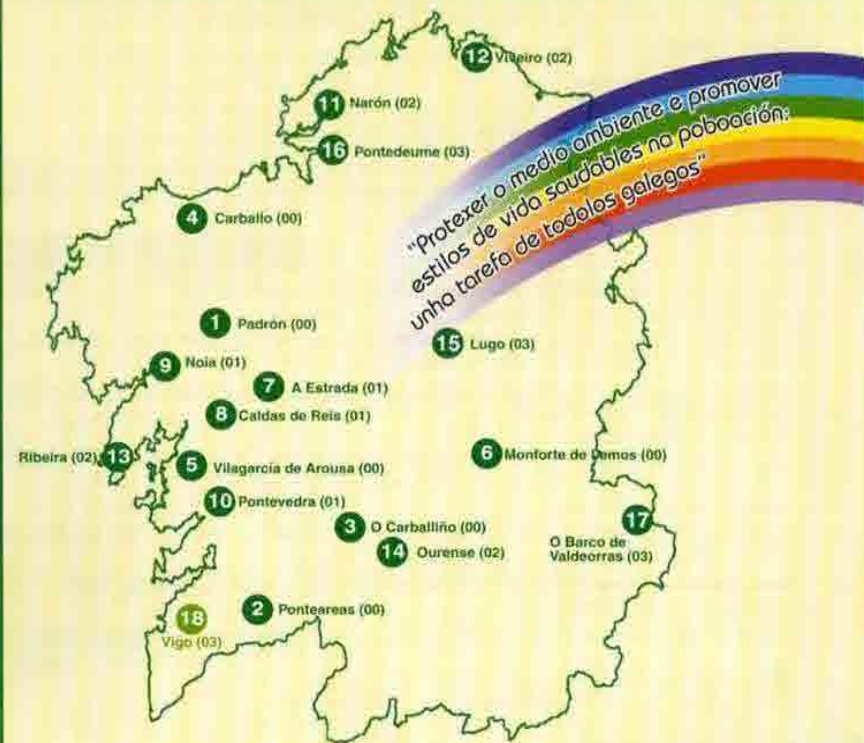 12 Viveiro (02)
11 Narón (02)
16 Pontedeume (03)
"Protexer o medio ambiente e promover
estilos de vida saudables na poboación:
unha tarefa de todolos galegos"
4 Carballo (00)
1 Padrón (00)
15 Lugo (03)
9 Noia (01)
7 A Estrada (01)
8 Caldas de Reis (01)
Ribeira (02) 13
5 Vilagarcía de Arousa (00)
6 Monforte de Lemos (00)
10 Pontevedra (01)
3 O Carballiño (00)
17
O Barco de
Valdeorras (03)
14 Ourense (02)
2 Ponteareas (00)
18
Vigo (03)